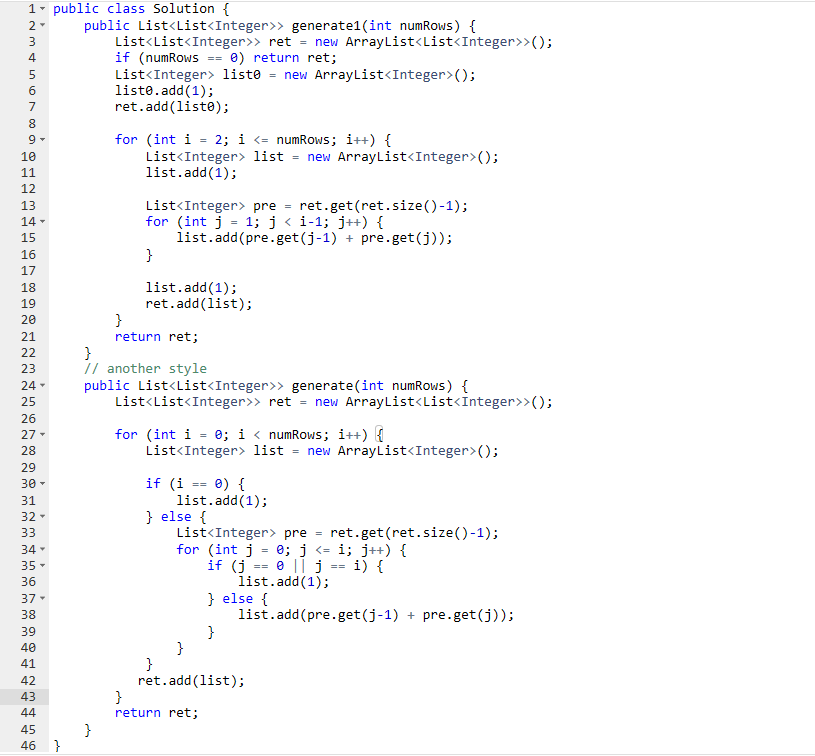 1 public class Solution {
2     public List<List<Integer>> generate1(int numRows) {
3         List<List<Integer>> ret = new ArrayList<List<Integer>>();
4         if (numRows == 0) return ret;
5         List<Integer> list0 = new ArrayList<Integer>();
6         list0.add(1);
7         ret.add(list0);
8
9         for (int i = 2; i <= numRows; i++) {
10             List<Integer> list = new ArrayList<Integer>();
11             list.add(1);
12
13             List<Integer> pre = ret.get(ret.size()-1);
14             for (int j = 1; j < i-1; j++) {
15                 list.add(pre.get(j-1) + pre.get(j));
16             }
17
18             list.add(1);
19             ret.add(list);
20         }
21         return ret;
22     }
23     // another style
24     public List<List<Integer>> generate(int numRows) {
25         List<List<Integer>> ret = new ArrayList<List<Integer>>();
26
27         for (int i = 0; i < numRows; i++) {
28             List<Integer> list = new ArrayList<Integer>();
29
30             if (i == 0) {
31                 list.add(1);
32             } else {
33                 List<Integer> pre = ret.get(ret.size()-1);
34                 for (int j = 0; j <= i; j++) {
35                     if (j == 0 || j == i) {
36                         list.add(1);
37                     } else {
38                         list.add(pre.get(j-1) + pre.get(j));
39                     }
40                 }
41             }
42            ret.add(list);
43         }
44         return ret;
45     }
46 }